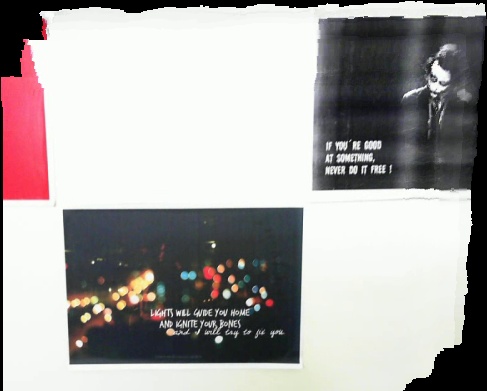 IF YOU´RE GOOD
AT SOMETHING,
NEVER DO IT FREE !
LIGHTS WILL GUIDE YOU HOME
AND IGNITE YOUR BONES
and I will try to fix you